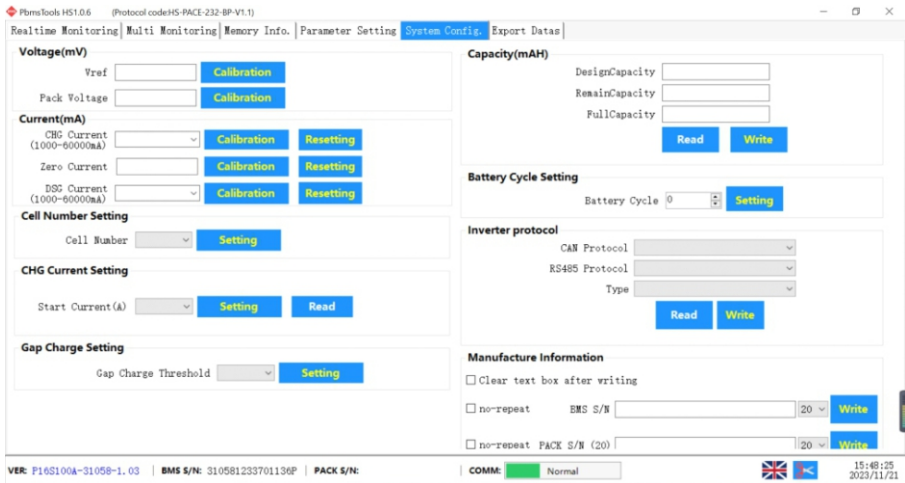 PbmsTools HS1.0.6 (Protocol code:HS-PACE-232-BP-V1.1)
Realtime Monitoring Multi Monitoring Memory Info. Parameter Setting System Config. Export Datas
Voltage(mV)
Vref Calibration
Pack Voltage Calibration
Current(mA)
CHG Current
(1000-60000mA) Calibration Resetting
Zero Current Calibration Resetting
DSG Current
(1000-60000mA) Calibration Resetting
Cell Number Setting
Cell Number Setting
CHG Current Setting
Start Current(A) Setting Read
Gap Charge Setting
Gap Charge Threshold Setting
Capacity(mAH)
DesignCapacity
RemainCapacity
FullCapacity
Read Write
Battery Cycle Setting
Battery Cycle 0 Setting
Inverter protocol
CAN Protocol
RS485 Protocol
Type
Read Write
Manufacture Information
Clear text box after writing
no-repeat BMS S/N 20 Write
no-repeat PACK S/N (20) 20 Write
VER: P16S100A-31058-1.03 BMS S/N: 310581233701136P PACK S/N: COMM: Normal 15:48:25
2023/11/21